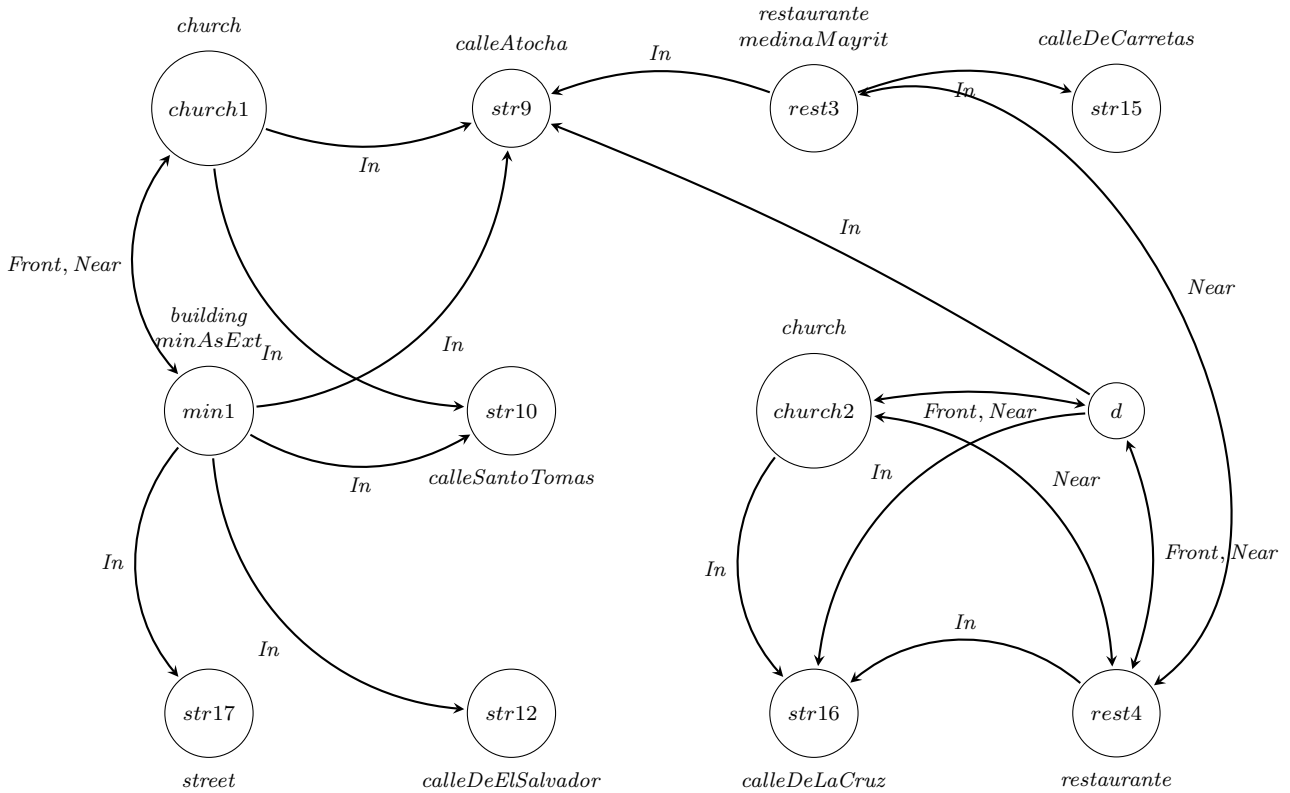 church
calleAtocha
restaurante
medinaMayrit
calleDeCarretas
church1
str9
rest3
str15
In
In
In
In
Front, Near
Near
building
minAsExt
In
In
church
min1
str10
church2
d
Front, Near
calleSantoTomas
In
In
Near
In
In
Front, Near
In
In
str17
str12
str16
rest4
street
calleDeElSalvador
calleDeLaCruz
restaurante